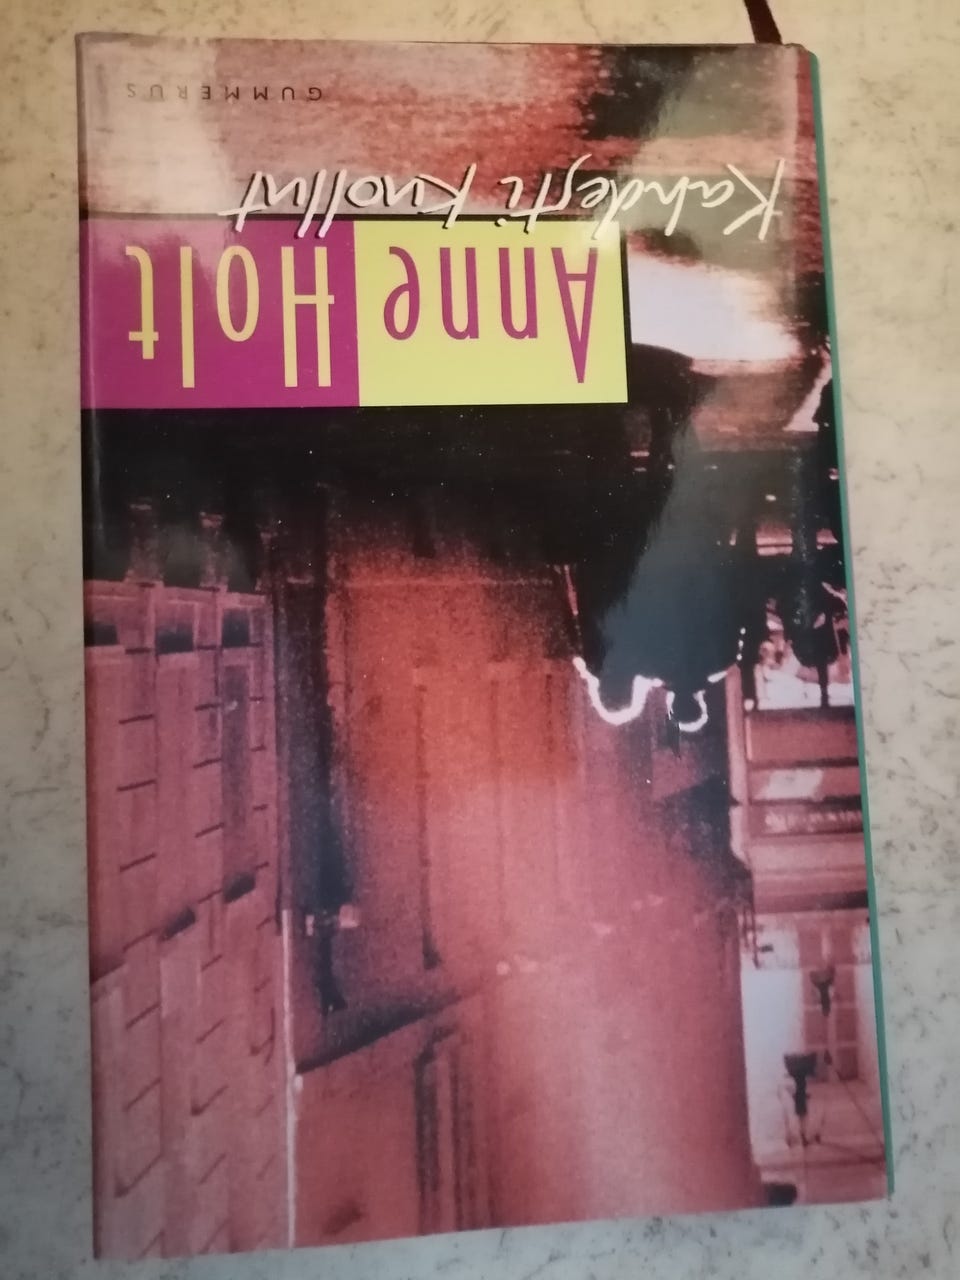 Anne Holt
Kahdesti kuollut
GUMMERUS